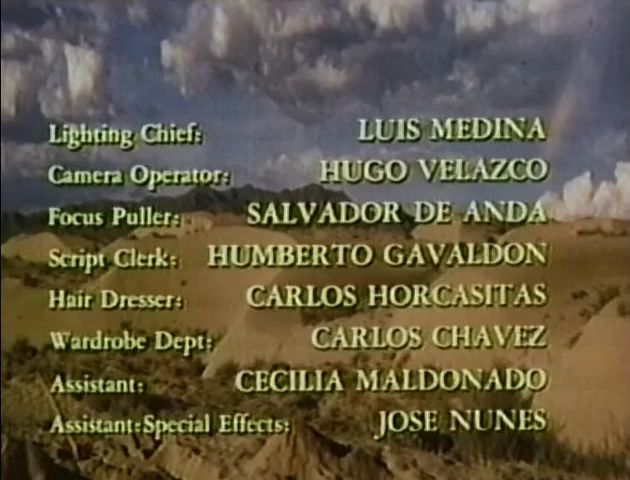 Lighting Chief: LUIS MEDINA
Camera Operator: HUGO VELAZCO
Focus Puller: SALVADOR DE ANDA
Script Clerk: HUMBERTO GAVALDON
Hair Dresser: CARLOS HORCASITAS
Wardrobe Dept: CARLOS CHAVEZ
Assistant: CECILIA MALDONADO
Assistant:Special Effects: JOSE NUNES